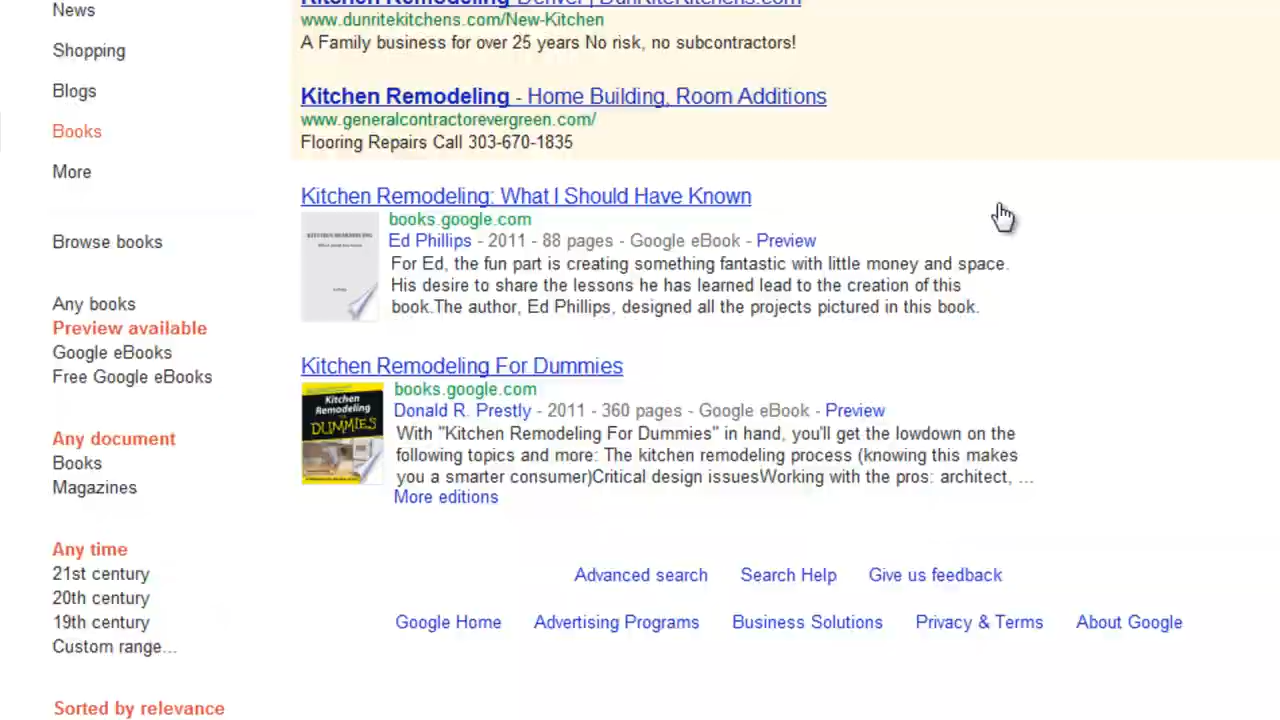 News
Shopping
Blogs
Books
More
Browse books
Any books
Preview available
Google eBooks
Free Google eBooks
Any document
Books
Magazines
Any time
21st century
20th century
19th century
Custom range...
Sorted by relevance
Kitchen Remodeling Denver | DunRiteKitchens.com
www.dunritekitchens.com/New-Kitchen
A Family business for over 25 years No risk, no subcontractors!
Kitchen Remodeling - Home Building, Room Additions
www.generalcontractorevergreen.com/
Flooring Repairs Call 303-670-1835
Kitchen Remodeling: What I Should Have Known
books.google.com
Ed Phillips - 2011 - 88 pages - Google eBook - Preview
For Ed, the fun part is creating something fantastic with little money and space.
His desire to share the lessons he has learned lead to the creation of this
book.The author, Ed Phillips, designed all the projects pictured in this book.
KITCHEN REMODELING
Kitchen Remodeling For Dummies
books.google.com
Donald R. Prestly - 2011 - 360 pages - Google eBook - Preview
With "Kitchen Remodeling For Dummies" in hand, you'll get the lowdown on the
following topics and more: The kitchen remodeling process (knowing this makes
you a smarter consumer)Critical design issuesWorking with the pros: architect, ...
More editions
Kitchen
Remodeling
FOR
DUMMIES
Advanced search Search Help Give us feedback
Google Home Advertising Programs Business Solutions Privacy & Terms About Google